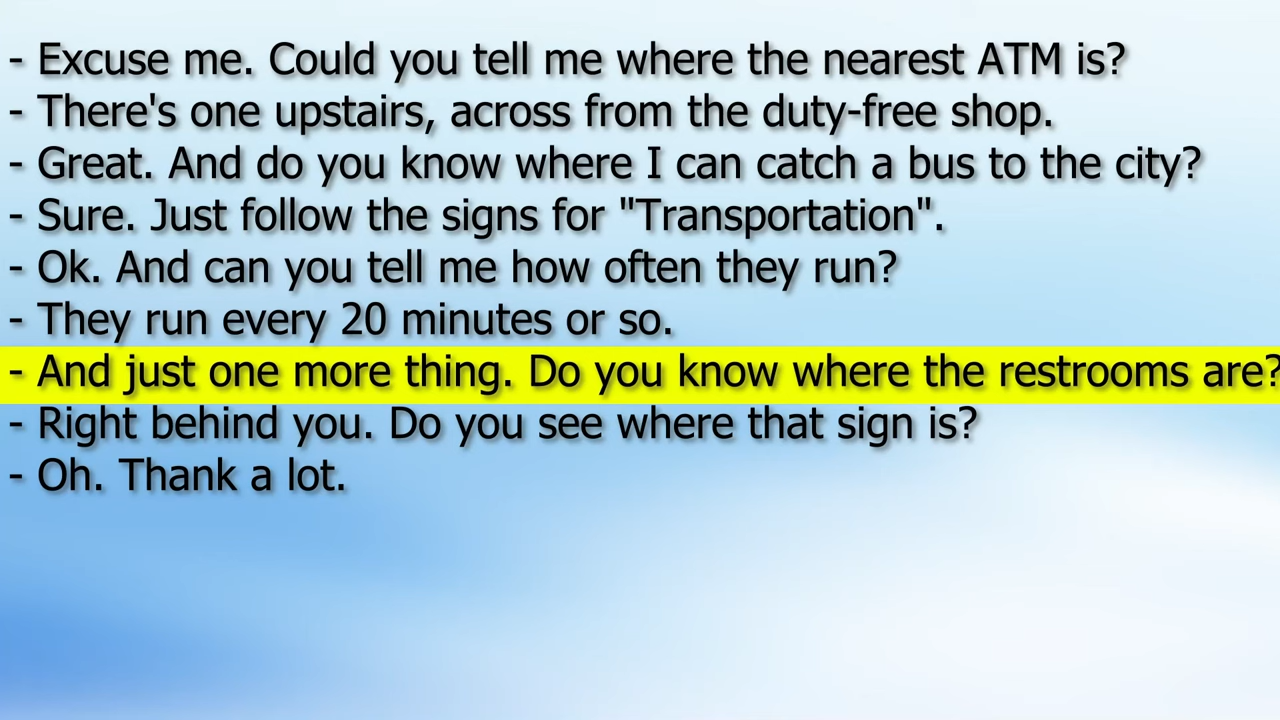 - Excuse me. Could you tell me where the nearest ATM is?
- There's one upstairs, across from the duty-free shop.
- Great. And do you know where I can catch a bus to the city?
- Sure. Just follow the signs for "Transportation".
- Ok. And can you tell me how often they run?
- They run every 20 minutes or so.
- And just one more thing. Do you know where the restrooms are?
- Right behind you. Do you see where that sign is?
- Oh. Thank a lot.